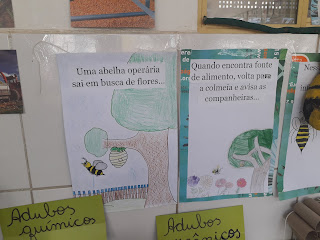 Uma abelha operária
sai em busca de flores...
Quando encontra fonte
de alimento, volta para
a colmeia e avisa as
companheiras...
Adubos
químicos
Adubos